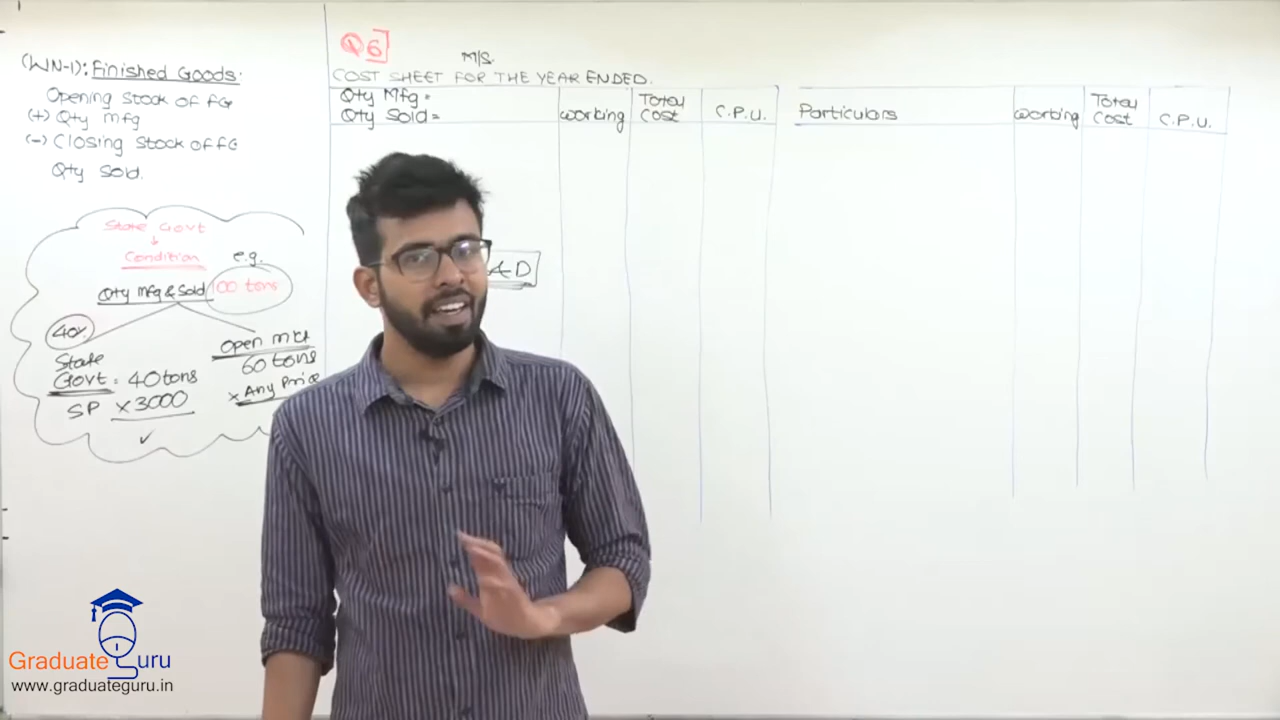 (WN-1): Finished Goods:
Opening Stock of FG
(+) Qty mfg
(-) Closing Stock of FG
Qty Sold.
State Govt
Condition
e.g.
Qty Mfg & Sold 100 tons
40%
State
Govt = 40 tons
SP × 3000
Open mkt
60 tons
× Any Price
Q6]
M/S.
COST SHEET FOR THE YEAR ENDED.
Qty Mfg =
Qty Sold =
working
Total
Cost
C.P.U.
Particulars
working
Total
Cost
C.P.U.
GraduateGuru
www.graduateguru.in